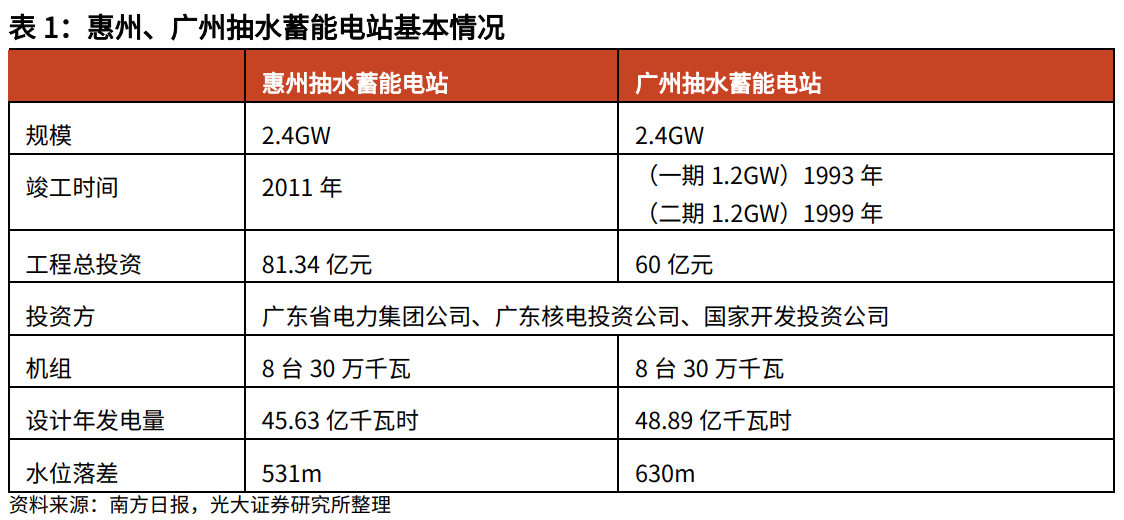 表 1：惠州、广州抽水蓄能电站基本情况
惠州抽水蓄能电站 广州抽水蓄能电站
规模 2.4GW 2.4GW
竣工时间 2011 年 （一期 1.2GW）1993 年
（二期 1.2GW）1999 年
工程总投资 81.34 亿元 60 亿元
投资方 广东省电力集团公司、广东核电投资公司、国家开发投资公司
机组 8 台 30 万千瓦 8 台 30 万千瓦
设计年发电量 45.63 亿千瓦时 48.89 亿千瓦时
水位落差 531m 630m
资料来源：南方日报，光大证券研究所整理